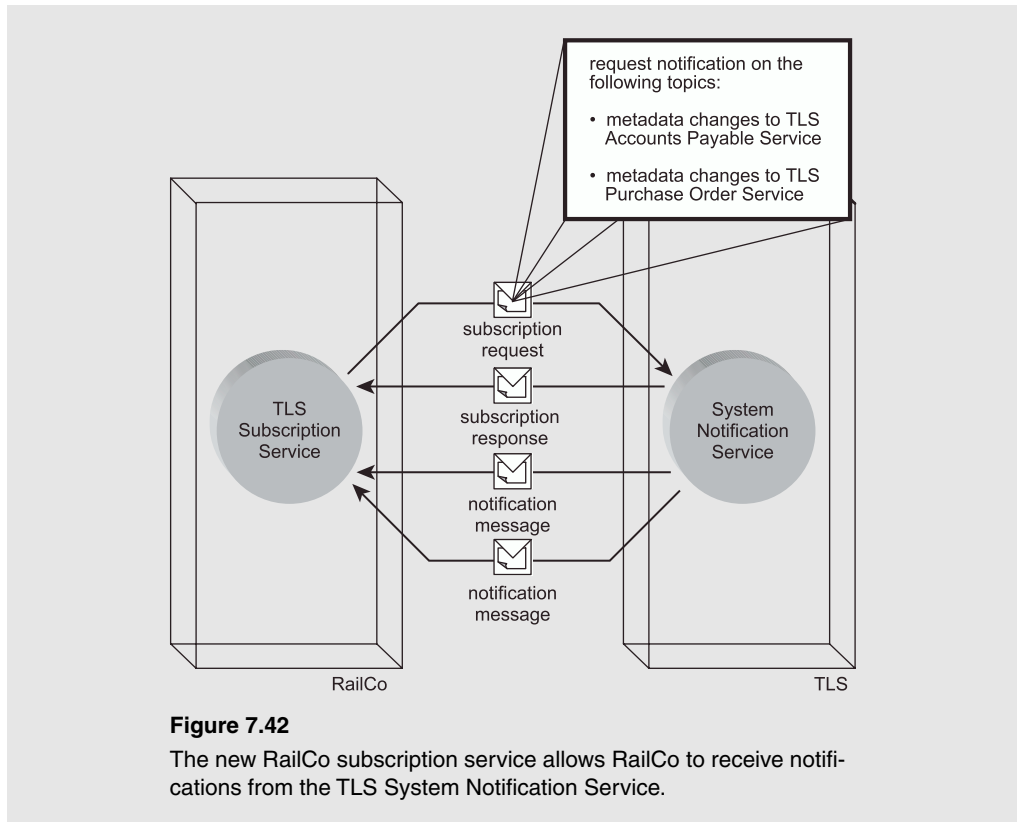 request notification on the
following topics:
• metadata changes to TLS
Accounts Payable Service
• metadata changes to TLS
Purchase Order Service
subscription
request
TLS
Subscription
Service
subscription
response
System
Notification
Service
notification
message
notification
message
RailCo
TLS
Figure 7.42
The new RailCo subscription service allows RailCo to receive notifi-
cations from the TLS System Notification Service.